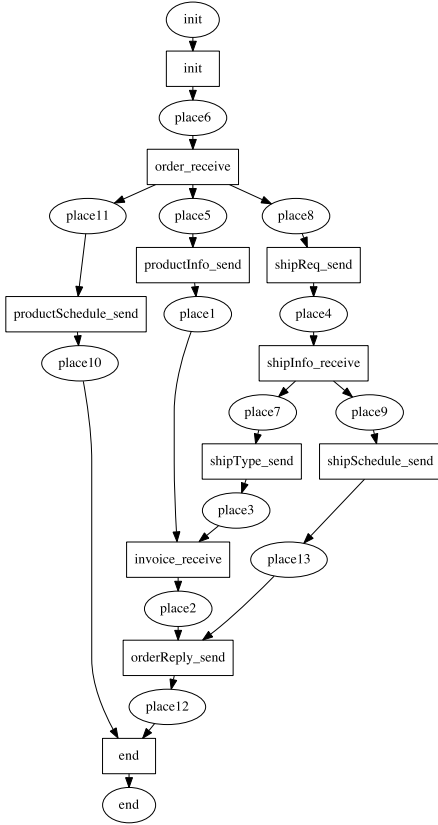 init
init
place6
order_receive
place11
place5
place8
productInfo_send
shipReq_send
productSchedule_send
place1
place4
place10
shipInfo_receive
place7
place9
shipType_send
shipSchedule_send
place3
invoice_receive
place13
place2
orderReply_send
place12
end
end